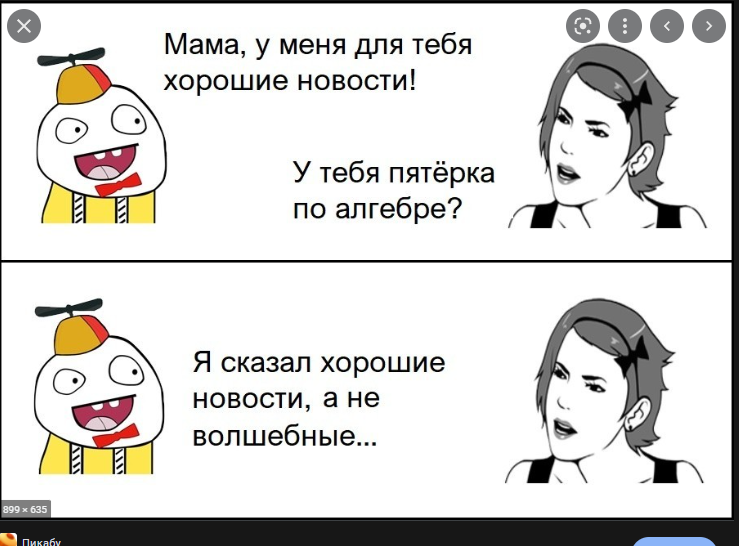 Мама, у меня для тебя
хорошие новости!
У тебя пятёрка
по алгебре?
Я сказал хорошие
новости, а не
волшебные...
899 × 635
Пикабу